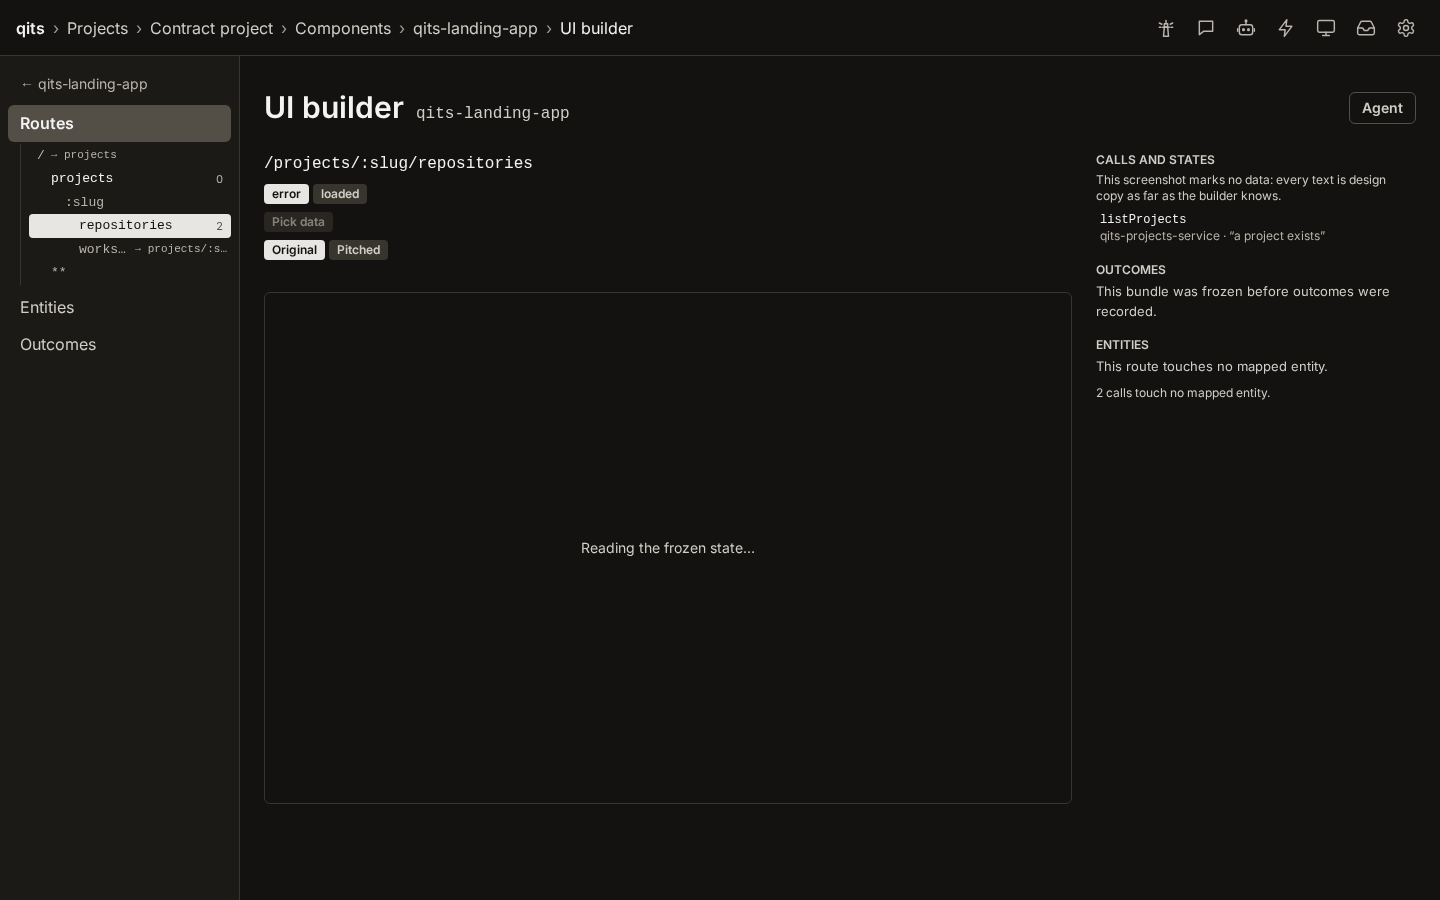 qits › Projects › Contract project › Components › qits-landing-app › UI builder
← qits-landing-app
Routes
/ → projects
projects 0
:slug
repositories 2
works… → projects/:s…
**
Entities
Outcomes
UI builder qits-landing-app
Agent
/projects/:slug/repositories
error loaded
Pick data
Original Pitched
Reading the frozen state…
CALLS AND STATES
This screenshot marks no data: every text is design
copy as far as the builder knows.
listProjects
qits-projects-service · “a project exists”
OUTCOMES
This bundle was frozen before outcomes were
recorded.
ENTITIES
This route touches no mapped entity.
2 calls touch no mapped entity.